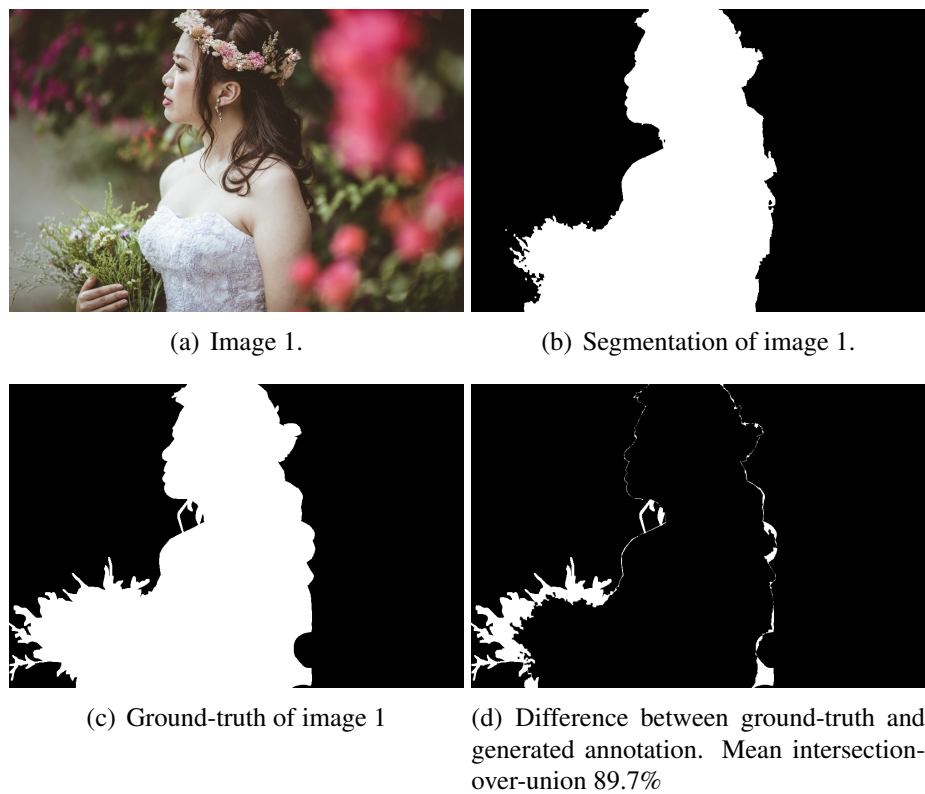 (a) Image 1.
(b) Segmentation of image 1.
(c) Ground-truth of image 1
(d) Difference between ground-truth and
generated annotation. Mean intersection-
over-union 89.7%